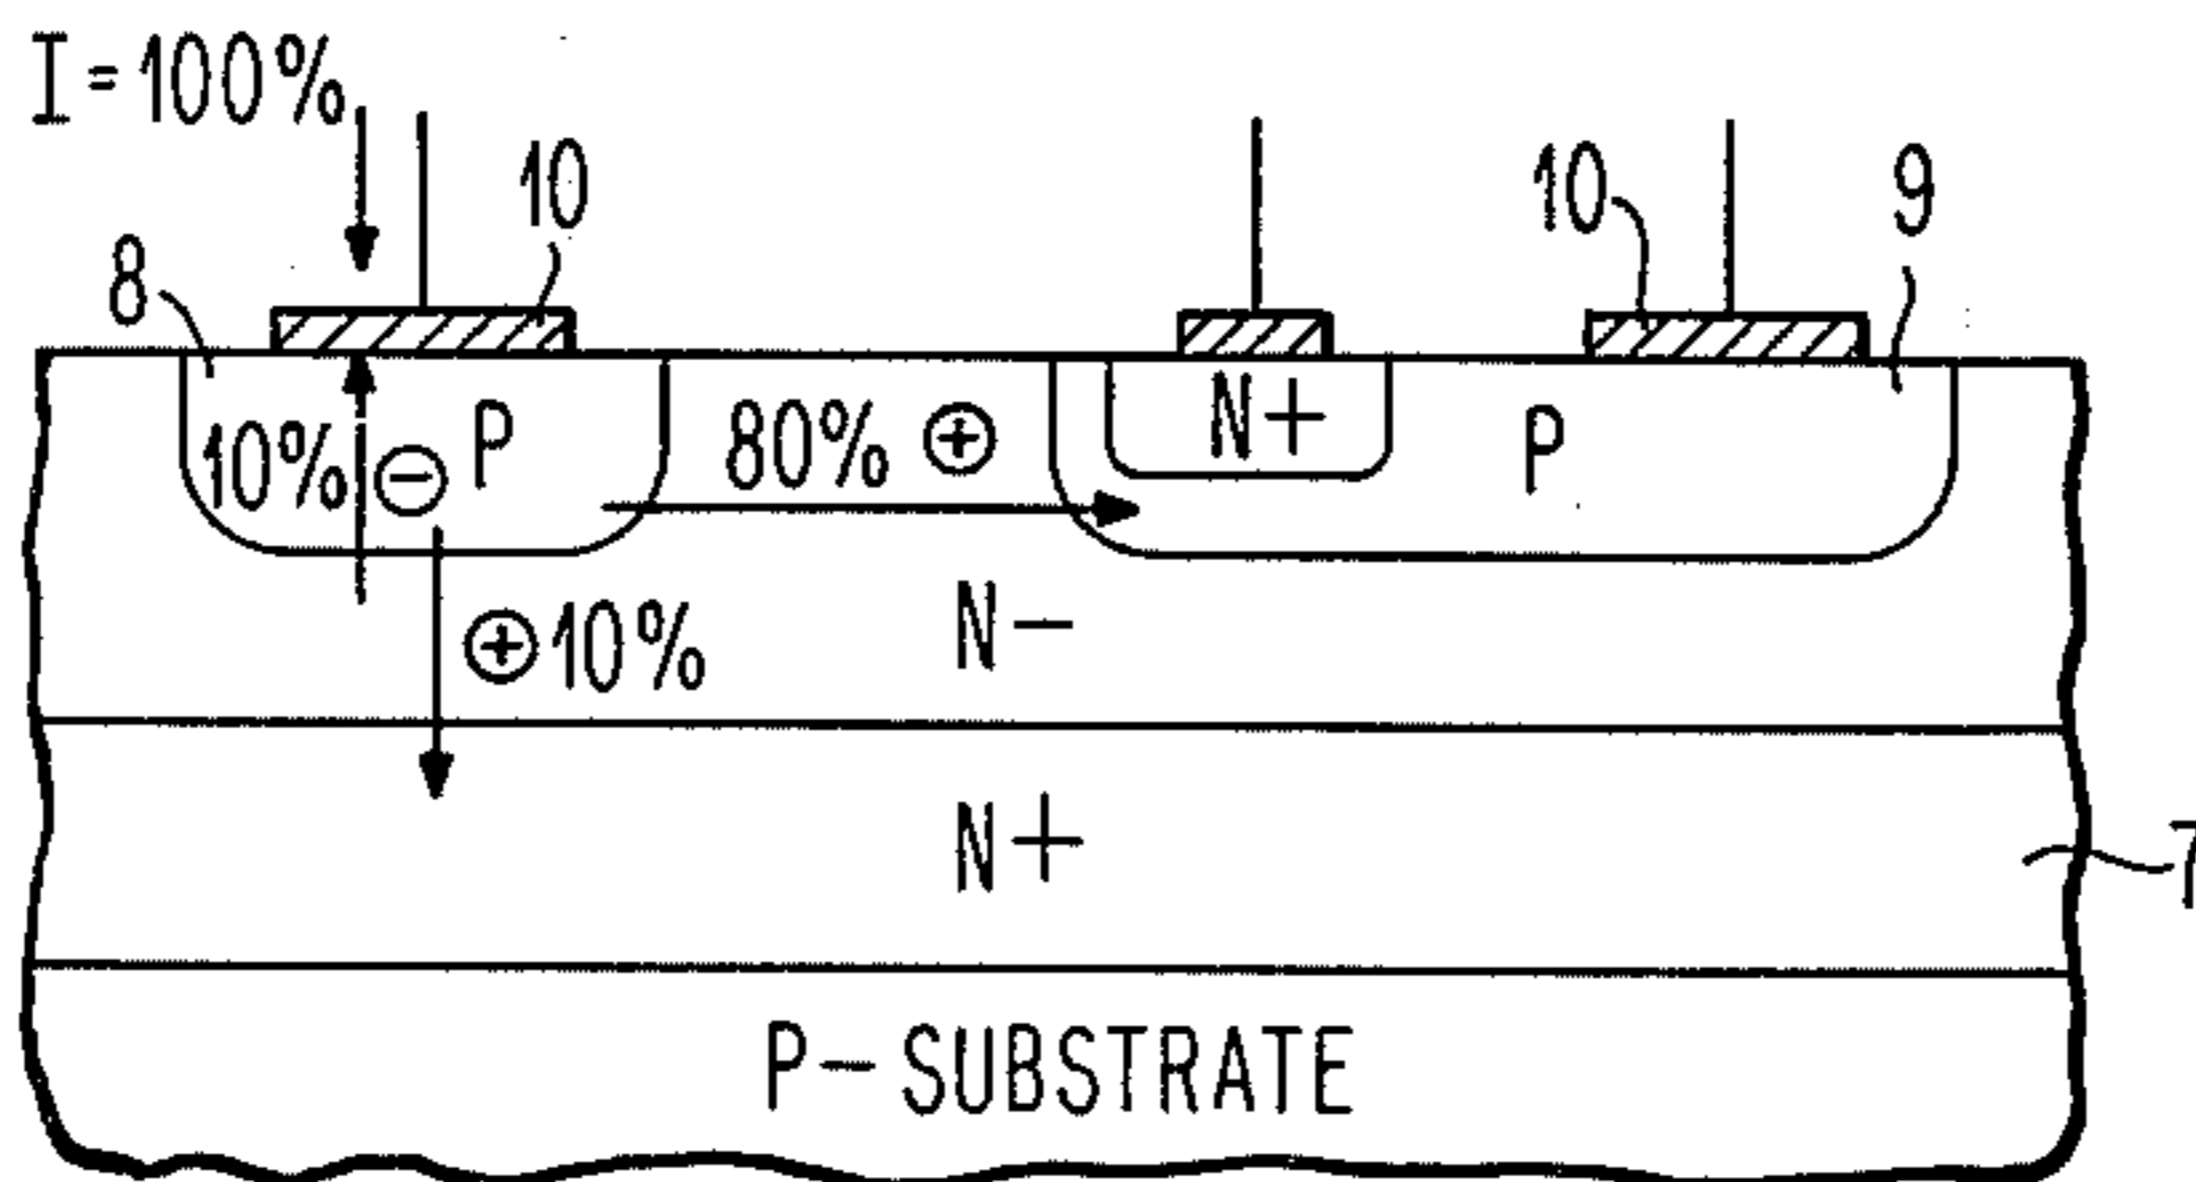 I=100%
10
10
9
8
N+
10% ⊖ P
80% ⊕
P
⊕10%
N-
N+
7
P-SUBSTRATE